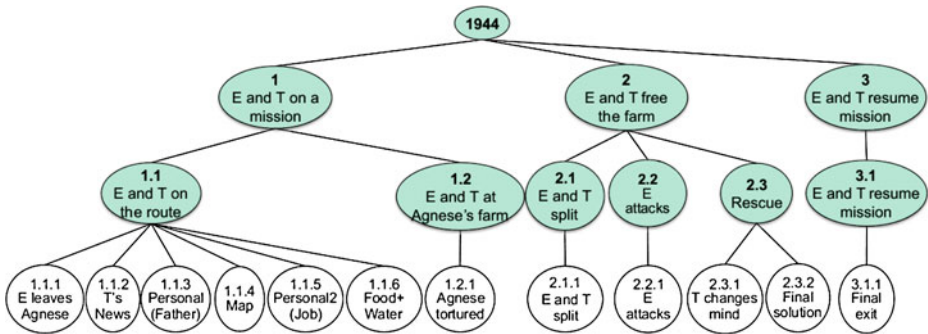 1944
1
E and T on a
mission
2
E and T free
the farm
3
E and T resume
mission
1.1
E and T on
the route
1.2
E and T at
Agnese's farm
2.1
E and T
split
2.2
E
attacks
2.3
Rescue
3.1
E and T resume
mission
1.1.1
E leaves
Agnese
1.1.2
T's
News
1.1.3
Personal
(Father)
1.1.4
Map
1.1.5
Personal2
(Job)
1.1.6
Food+
Water
1.2.1
Agnese
tortured
2.1.1
E and T
split
2.2.1
E
attacks
2.3.1
T changes
mind
2.3.2
Final
solution
3.1.1
Final
exit